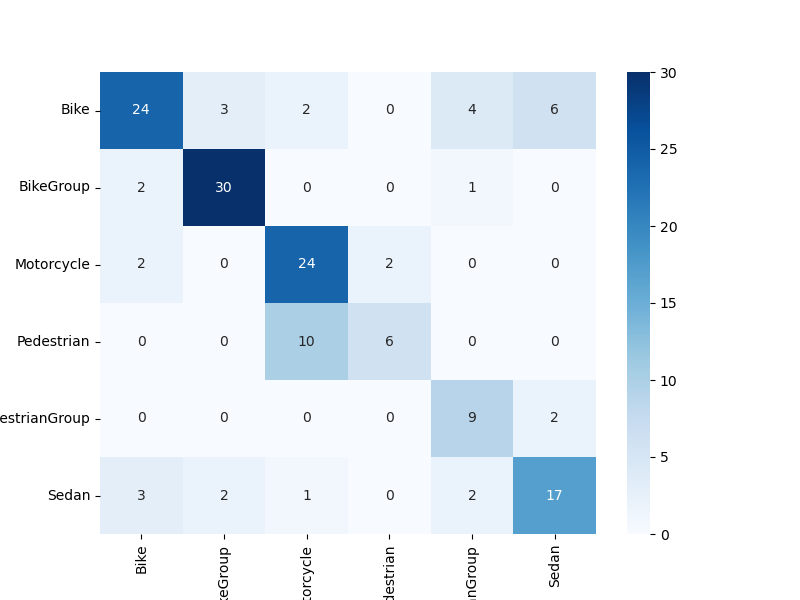 Bike 24 3 2 0 4 6
BikeGroup 2 30 0 0 1 0
Motorcycle 2 0 24 2 0 0
Pedestrian 0 0 10 6 0 0
estrianGroup 0 0 0 0 9 2
Sedan 3 2 1 0 2 17
Bike
keGroup
torcycle
destrian
nGroup
Sedan
30
25
20
15
10
5
0